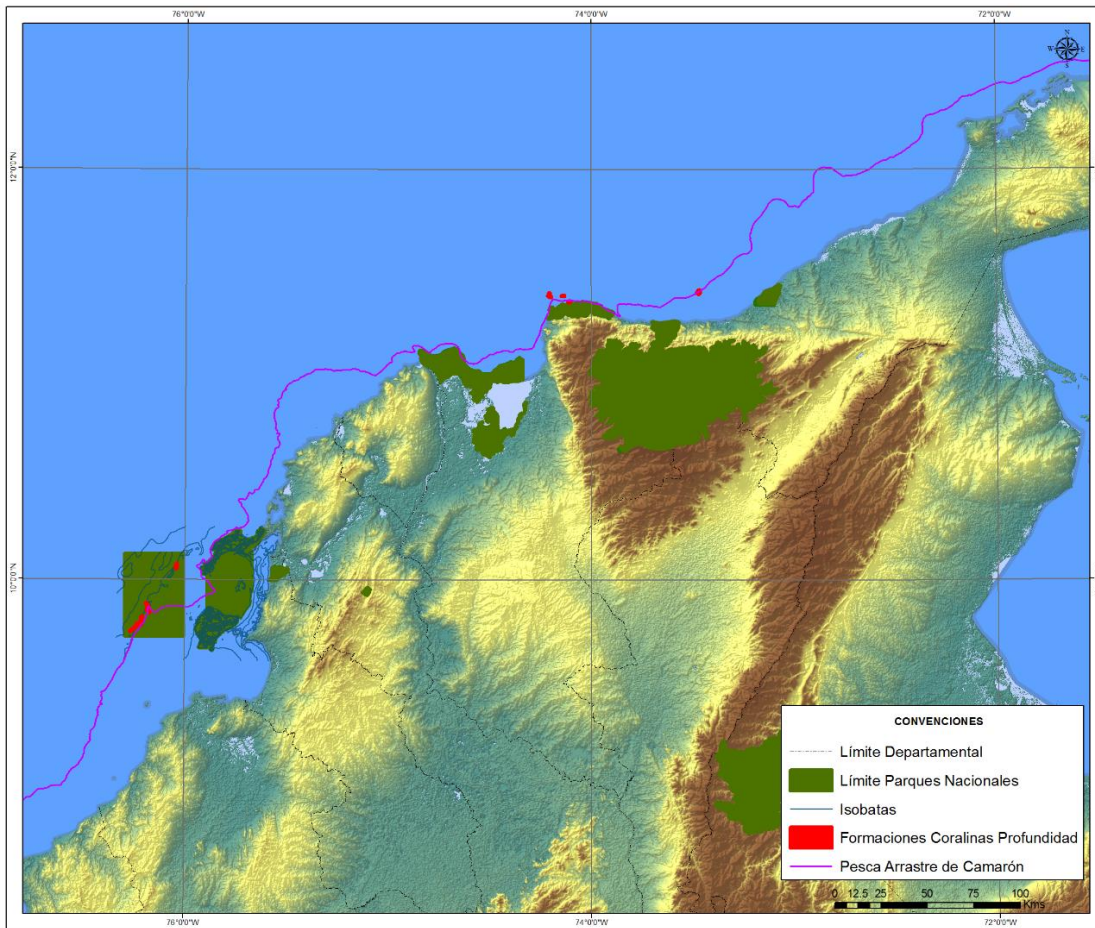 76°0'0"W 74°0'0"W 72°0'0"W
N
W E
S
12°0'0"N
10°0'0"N
CONVENCIONES
Límite Departamental
Límite Parques Nacionales
Isobatas
Formaciones Coralinas Profundidad
Pesca Arrastre de Camarón
0 12.5 25 50 75 100
Kms
76°0'0"W 74°0'0"W 72°0'0"W